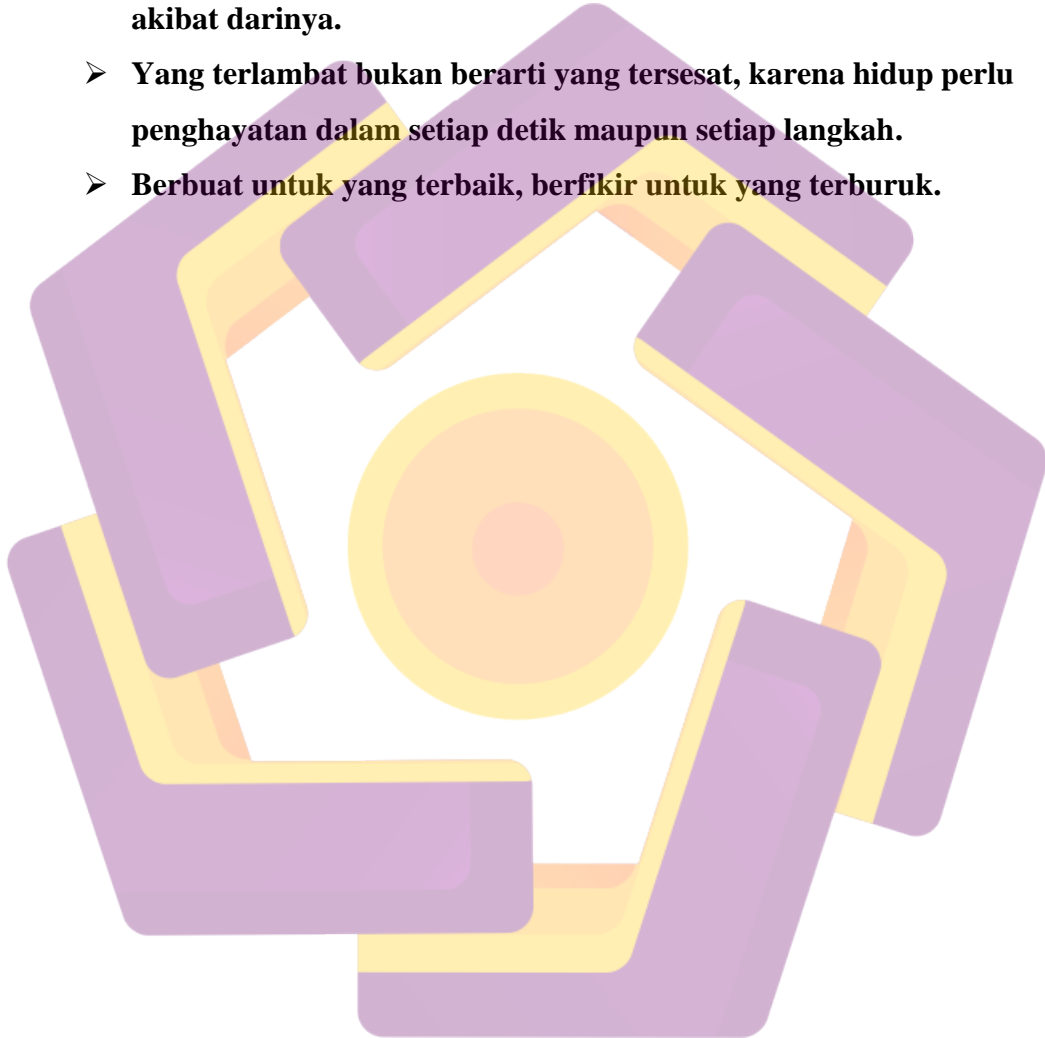 akibat darinya.
➢ Yang terlambat bukan berarti yang tersesat, karena hidup perlu
penghayatan dalam setiap detik maupun setiap langkah.
➢ Berbuat untuk yang terbaik, berfikir untuk yang terburuk.